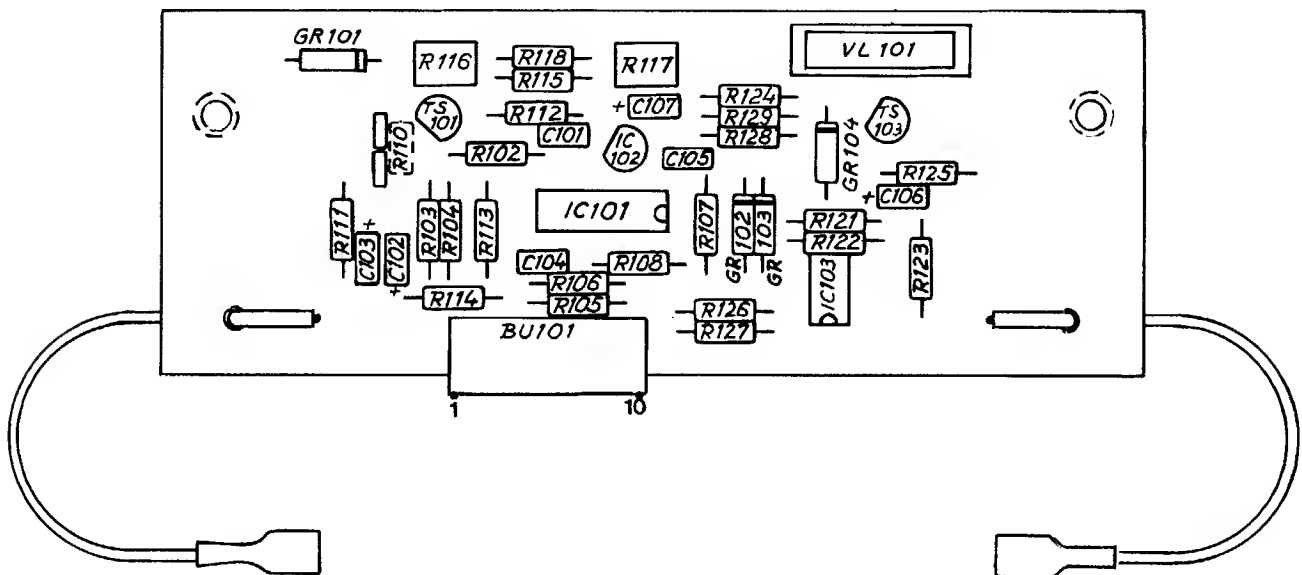 GR101
R116
R118
R115
R117
VL 101
TS
101
R112
C101
+
C107
R124
R129
R128
TS
103
R110
R102
IC
102
C105
GR104
R125
+
C106
R111
+
C103
C102
+
R103
R104
R113
IC101
R107
102
GR
103
GR
R121
R122
IC103
R123
C104
R108
R106
R105
R114
R126
R127
BU101
1
10